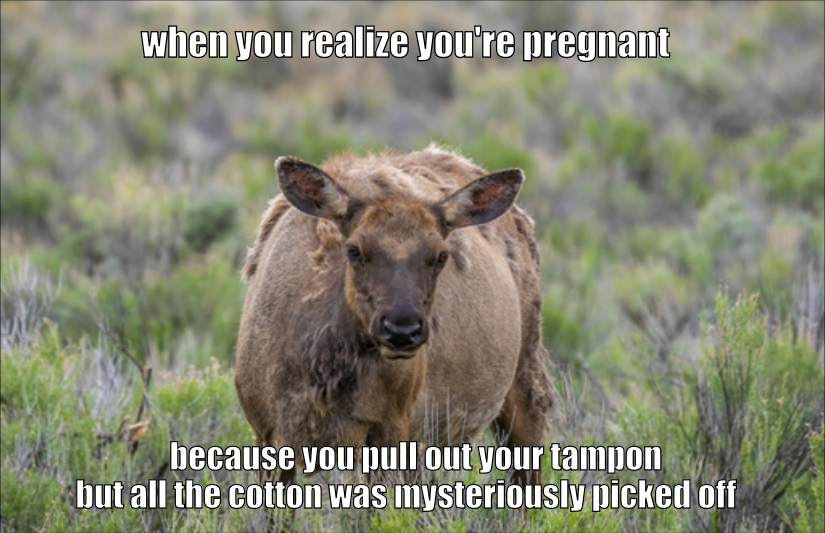 when you realize you're pregnant
because you pull out your tampon
but all the cotton was mysteriously picked off